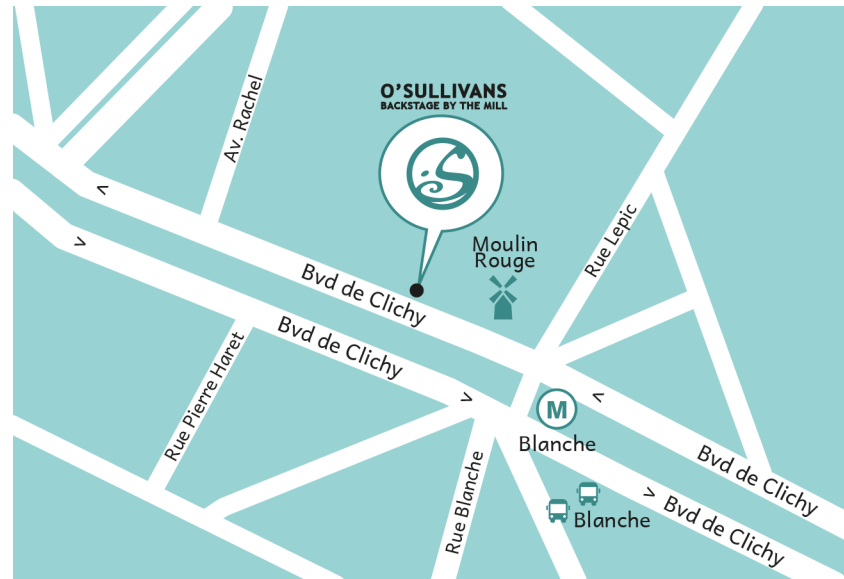 O'SULLIVANS
BACKSTAGE BY THE MILL
Av. Rachel
S
Moulin
Rouge
Rue Lepic
Bvd de Clichy
Bvd de Clichy
Rue Pierre Haret
M
Blanche
Rue Blanche
Blanche
Bvd de Clichy
Bvd de Clichy